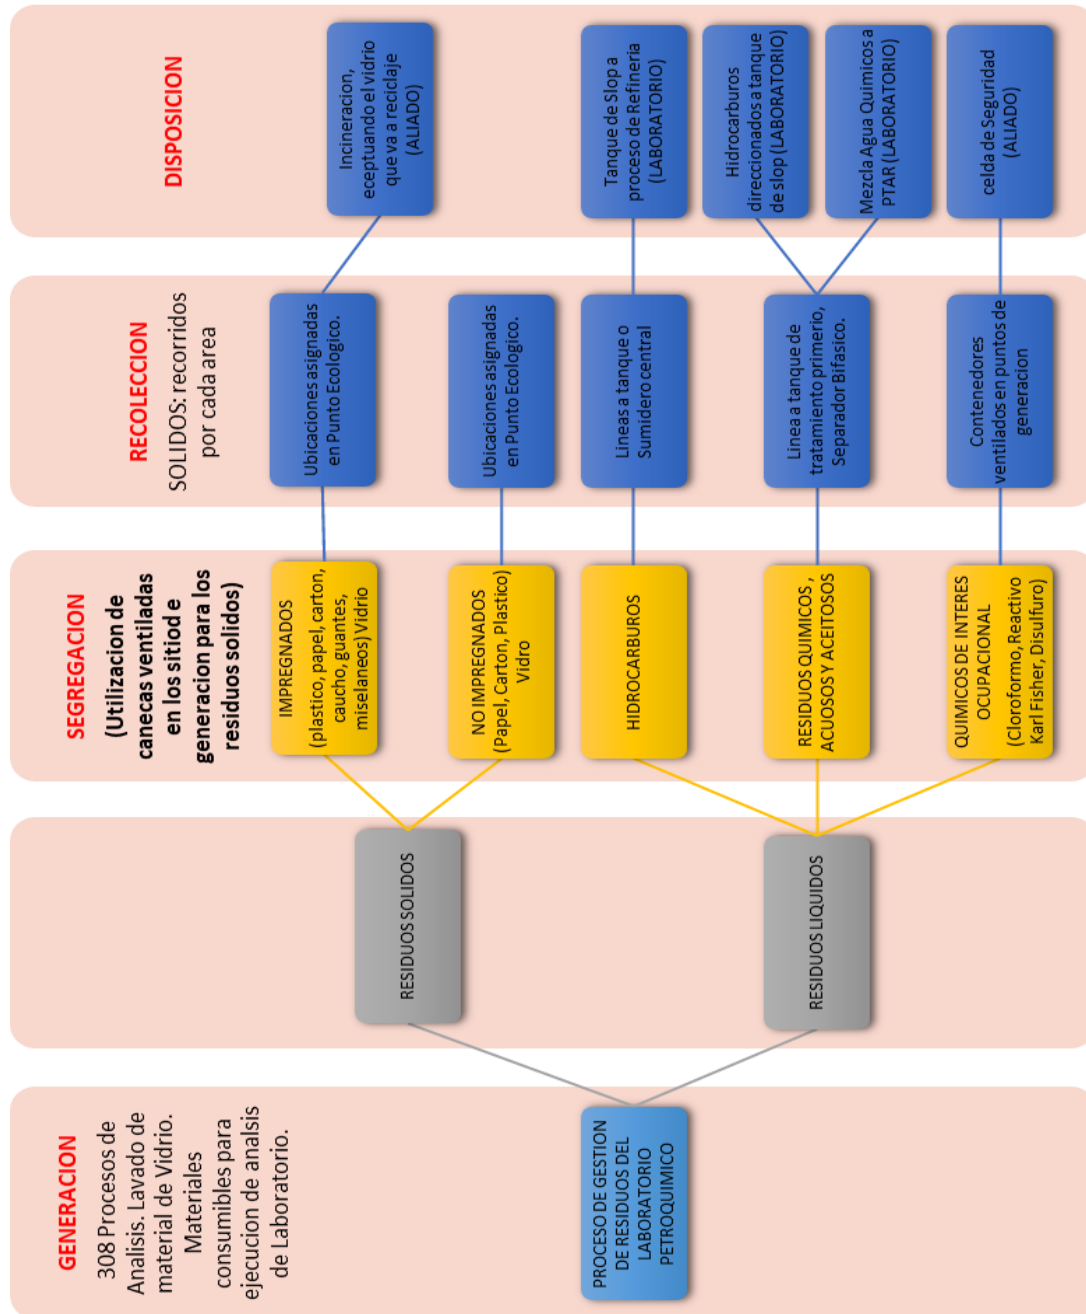 GENERACION
308 Procesos de
Analisis. Lavado de
material de Vidrio.
Materiales
consumibles para
ejecucion de analsis
de Laboratorio.
PROCESO DE GESTION
DE RESIDUOS DEL
LABORATORIO
PETROQUIMICO
RESIDUOS SOLIDOS
RESIDUOS LIQUIDOS
SEGREGACION
(Utilizacion de
canecas ventiladas
en los sitiod e
generacion para los
residuos solidos)
IMPREGNADOS
(plastico, papel, carton,
caucho, guantes,
miselaneos) Vidrio
NO IMPREGNADOS
(Papel, Carton, Plastico)
Vidro
HIDROCARBUROS
RESIDUOS QUIMICOS ,
ACUOSOS Y ACEITOSOS
QUIMICOS DE INTERES
OCUPACIONAL
(Cloroformo, Reactivo
Karl Fisher, Disulfuro)
RECOLECCION
SOLIDOS: recorridos
por cada area
Ubicaciones asignadas
en Punto Ecologico.
Ubicaciones asignadas
en Punto Ecologico.
Lineas a tanque o
Sumidero central
Linea a tanque de
tratamiento primerio,
Separador Bifasico.
Contenedores
ventilados en puntos de
generacion
DISPOSICION
Incineracion,
eceptuando el vidrio
que va a reciclaje
(ALIADO)
Tanque de Slop a
proceso de Refineria
(LABORATORIO)
Hidrocarburos
direccionados a tanque
de slop (LABORATORIO)
Mezcla Agua Quimicos a
PTAR (LABORATORIO)
celda de Seguridad
(ALIADO)